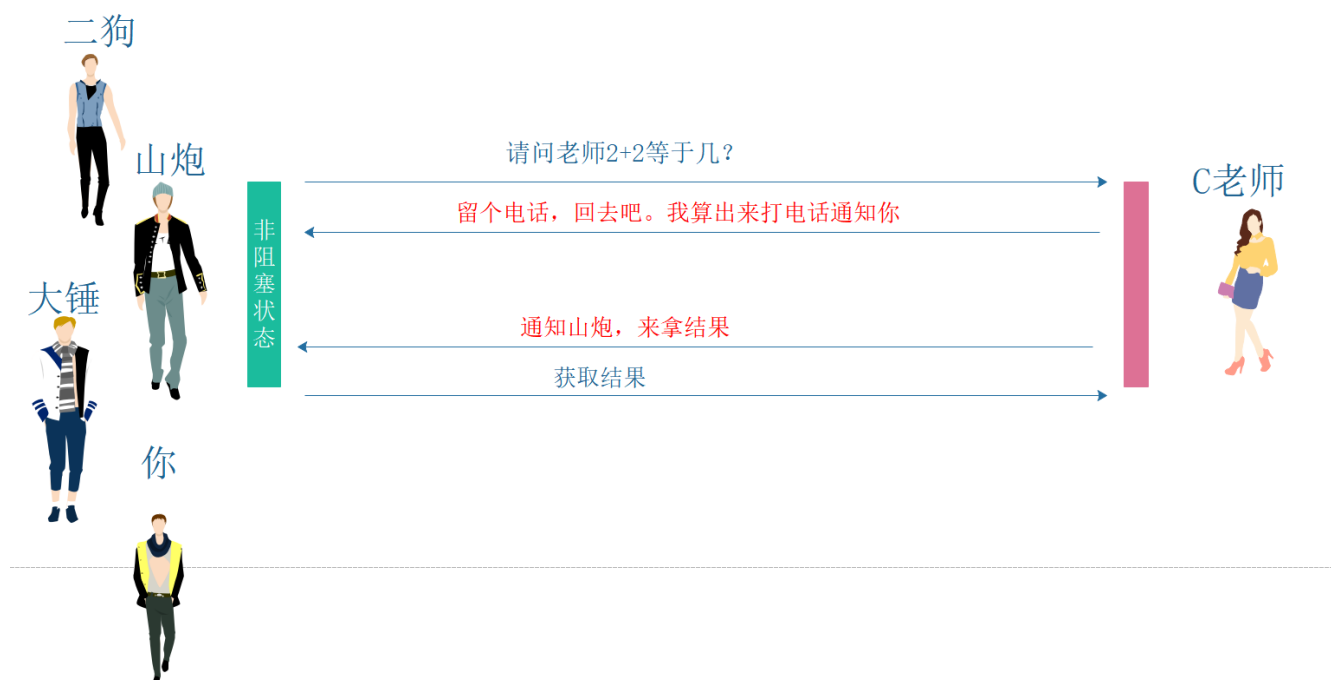 二狗
山炮
大锤
你
非阻塞状态
请问老师2+2等于几？
留个电话，回去吧。我算出来打电话通知你
通知山炮，来拿结果
获取结果
C老师